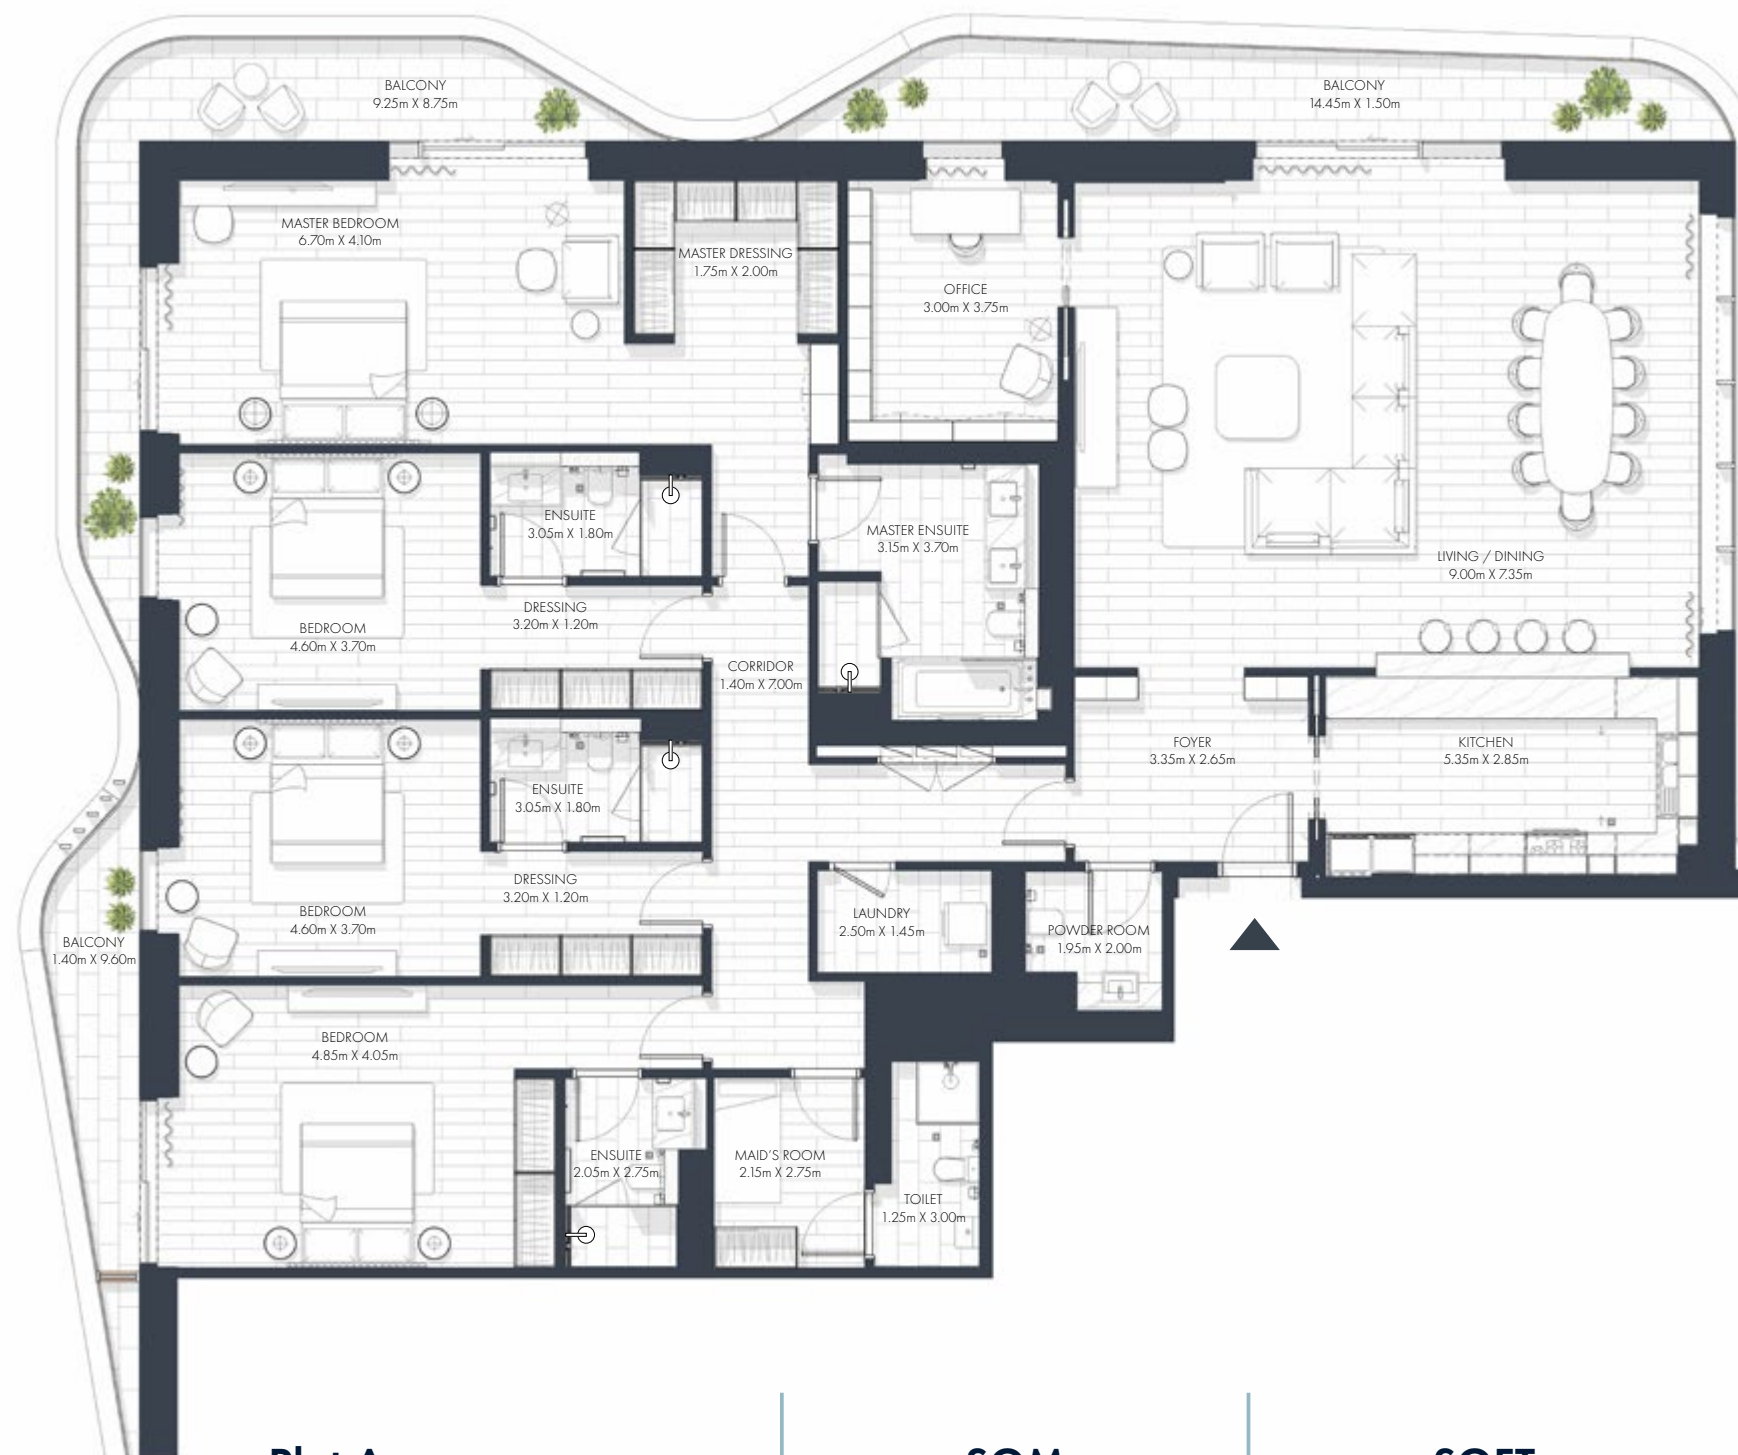 BALCONY
9.25m X 8.75m
BALCONY
14.45m X 1.50m
MASTER BEDROOM
6.70m X 4.10m
MASTER DRESSING
1.75m X 2.00m
OFFICE
3.00m X 3.75m
ENSUITE
3.05m X 1.80m
MASTER ENSUITE
3.15m X 3.70m
LIVING / DINING
9.00m X 7.35m
DRESSING
3.20m X 1.20m
BEDROOM
4.60m X 3.70m
CORRIDOR
1.40m X 7.00m
FOYER
3.35m X 2.65m
KITCHEN
5.35m X 2.85m
ENSUITE
3.05m X 1.80m
DRESSING
3.20m X 1.20m
BEDROOM
4.60m X 3.70m
LAUNDRY
2.50m X 1.45m
POWDER ROOM
1.95m X 2.00m
BALCONY
1.40m X 9.60m
BEDROOM
4.85m X 4.05m
ENSUITE
2.05m X 2.75m
MAID'S ROOM
2.15m X 2.75m
TOILET
1.25m X 3.00m
SQM
SQFT